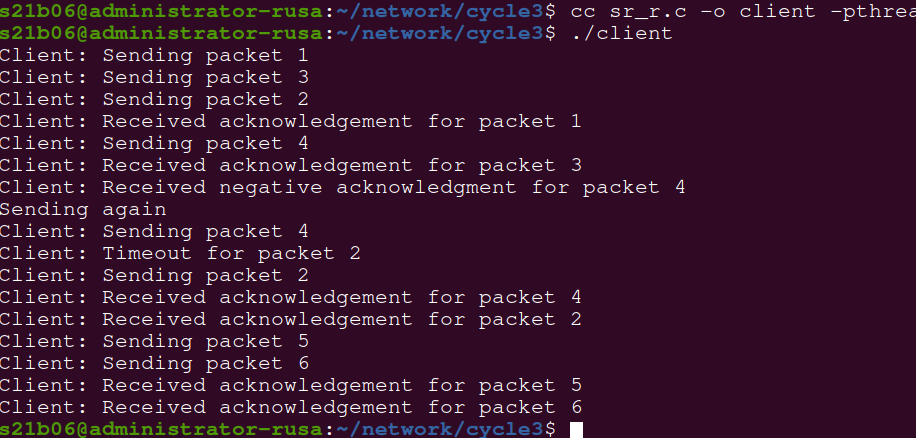 s21b06@administrator-rusa:~/network/cycle3$ cc sr_r.c -o client -pthrea
s21b06@administrator-rusa:~/network/cycle3$ ./client
Client: Sending packet 1
Client: Sending packet 3
Client: Sending packet 2
Client: Received acknowledgement for packet 1
Client: Sending packet 4
Client: Received acknowledgement for packet 3
Client: Received negative acknowledgment for packet 4
Sending again
Client: Sending packet 4
Client: Timeout for packet 2
Client: Sending packet 2
Client: Received acknowledgement for packet 4
Client: Received acknowledgement for packet 2
Client: Sending packet 5
Client: Sending packet 6
Client: Received acknowledgement for packet 5
Client: Received acknowledgement for packet 6
s21b06@administrator-rusa:~/network/cycle3$